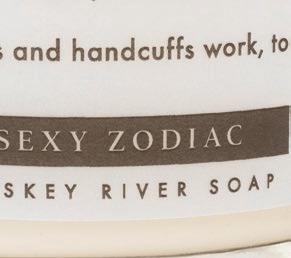 s and handcuffs work, to
SEXY ZODIAC
SKEY RIVER SOAP